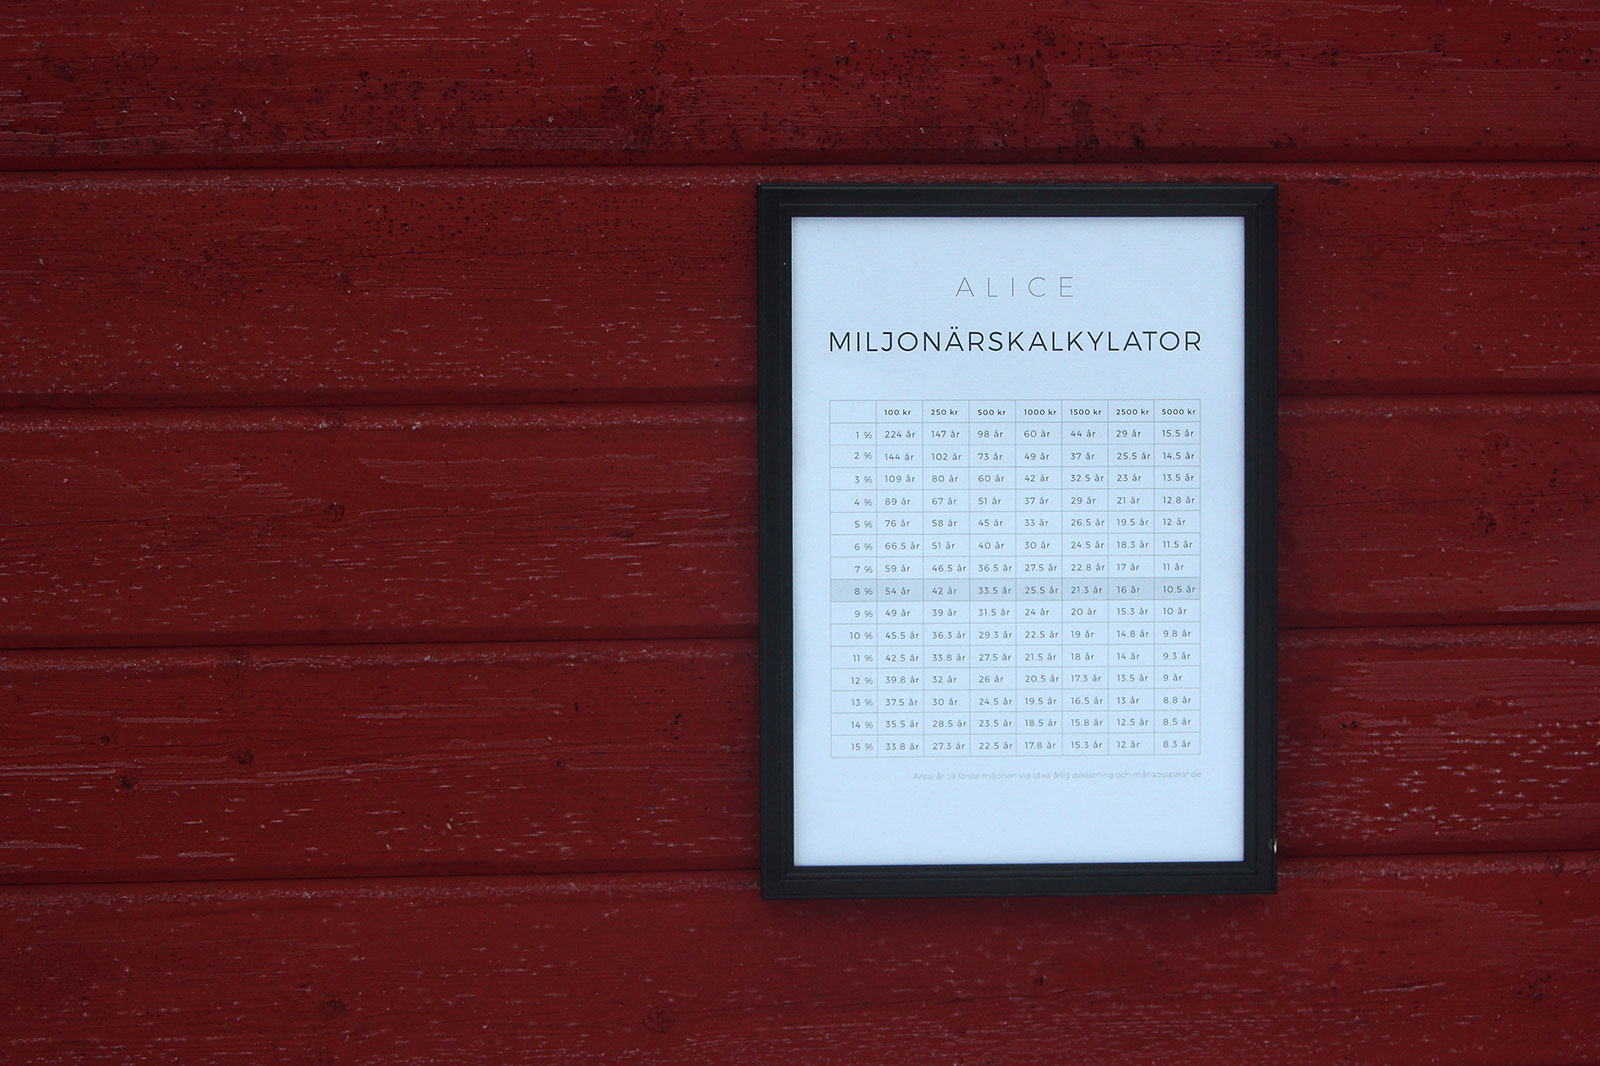 ALICE
MILJONÄRSKALKYLATOR
100 kr 250 kr 500 kr 1000 kr 1500 kr 2500 kr 5000 kr
1 % 224 år 147 år 98 år 60 år 44 år 29 år 15.5 år
2 % 144 år 102 år 73 år 49 år 37 år 25.5 år 14.5 år
3 % 109 år 80 år 60 år 42 år 32.5 år 23 år 13.5 år
4 % 89 år 67 år 51 år 37 år 29 år 21 år 12.8 år
5 % 76 år 58 år 45 år 33 år 26.5 år 19.5 år 12 år
6 % 66.5 år 51 år 40 år 30 år 24.5 år 18.3 år 11.5 år
7 % 59 år 46.5 år 36.5 år 27.5 år 22.8 år 17 år 11 år
8 % 54 år 42 år 33.5 år 25.5 år 21.3 år 16 år 10.5 år
9 % 49 år 39 år 31.5 år 24 år 20 år 15.3 år 10 år
10 % 45.5 år 36.3 år 29.3 år 22.5 år 19 år 14.8 år 9.8 år
11 % 42.5 år 33.8 år 27.5 år 21.5 år 18 år 14 år 9.3 år
12 % 39.8 år 32 år 26 år 20.5 år 17.3 år 13.5 år 9 år
13 % 37.5 år 30 år 24.5 år 19.5 år 16.5 år 13 år 8.8 år
14 % 35.5 år 28.5 år 23.5 år 18.5 år 15.8 år 12.5 år 8.5 år
15 % 33.8 år 27.3 år 22.5 år 17.8 år 15.3 år 12 år 8.3 år
Antal år till första miljonen vid olika årlig avkastning och månadssparande